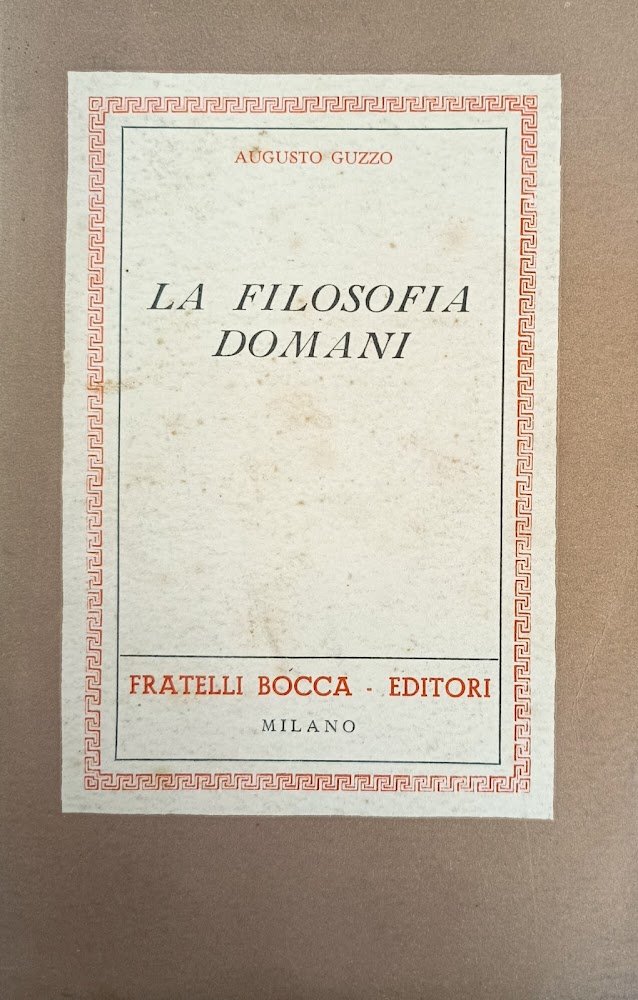 AUGUSTO GUZZO
LA FILOSOFIA
DOMANI
FRATELLI BOCCA - EDITORI
MILANO